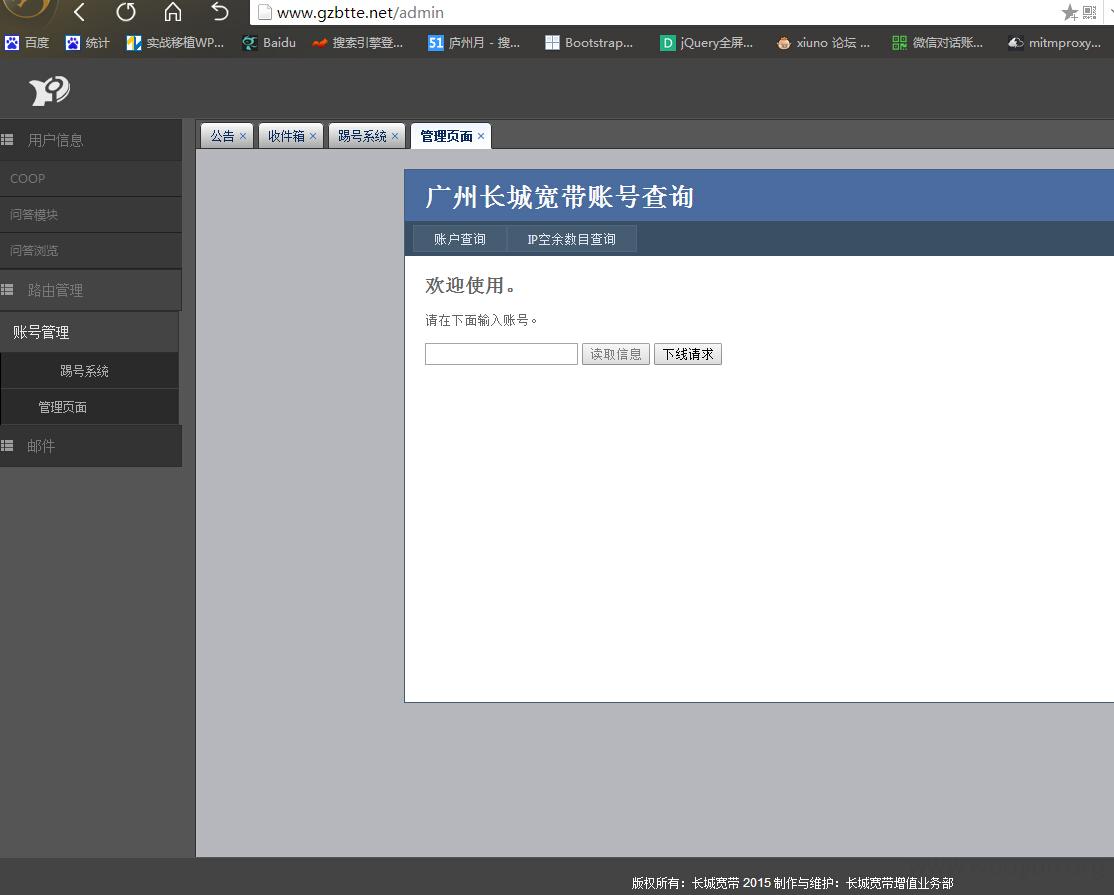 www.gzbtte.net/admin
百度 统计 实战移植WP... Baidu 搜索引擎登... 51 庐州月 - 搜... Bootstrap... D jQuery全屏... xiuno 论坛 ... 微信对话账... mitmproxy...
公告 × 收件箱 × 踢号系统 × 管理页面 ×
用户信息
COOP
问答模块
问答浏览
路由管理
账号管理
踢号系统
管理页面
邮件
广州长城宽带账号查询
账户查询 IP空余数目查询
欢迎使用。
请在下面输入账号。
读取信息 下线请求
版权所有：长城宽带 2015 制作与维护：长城宽带增值业务部